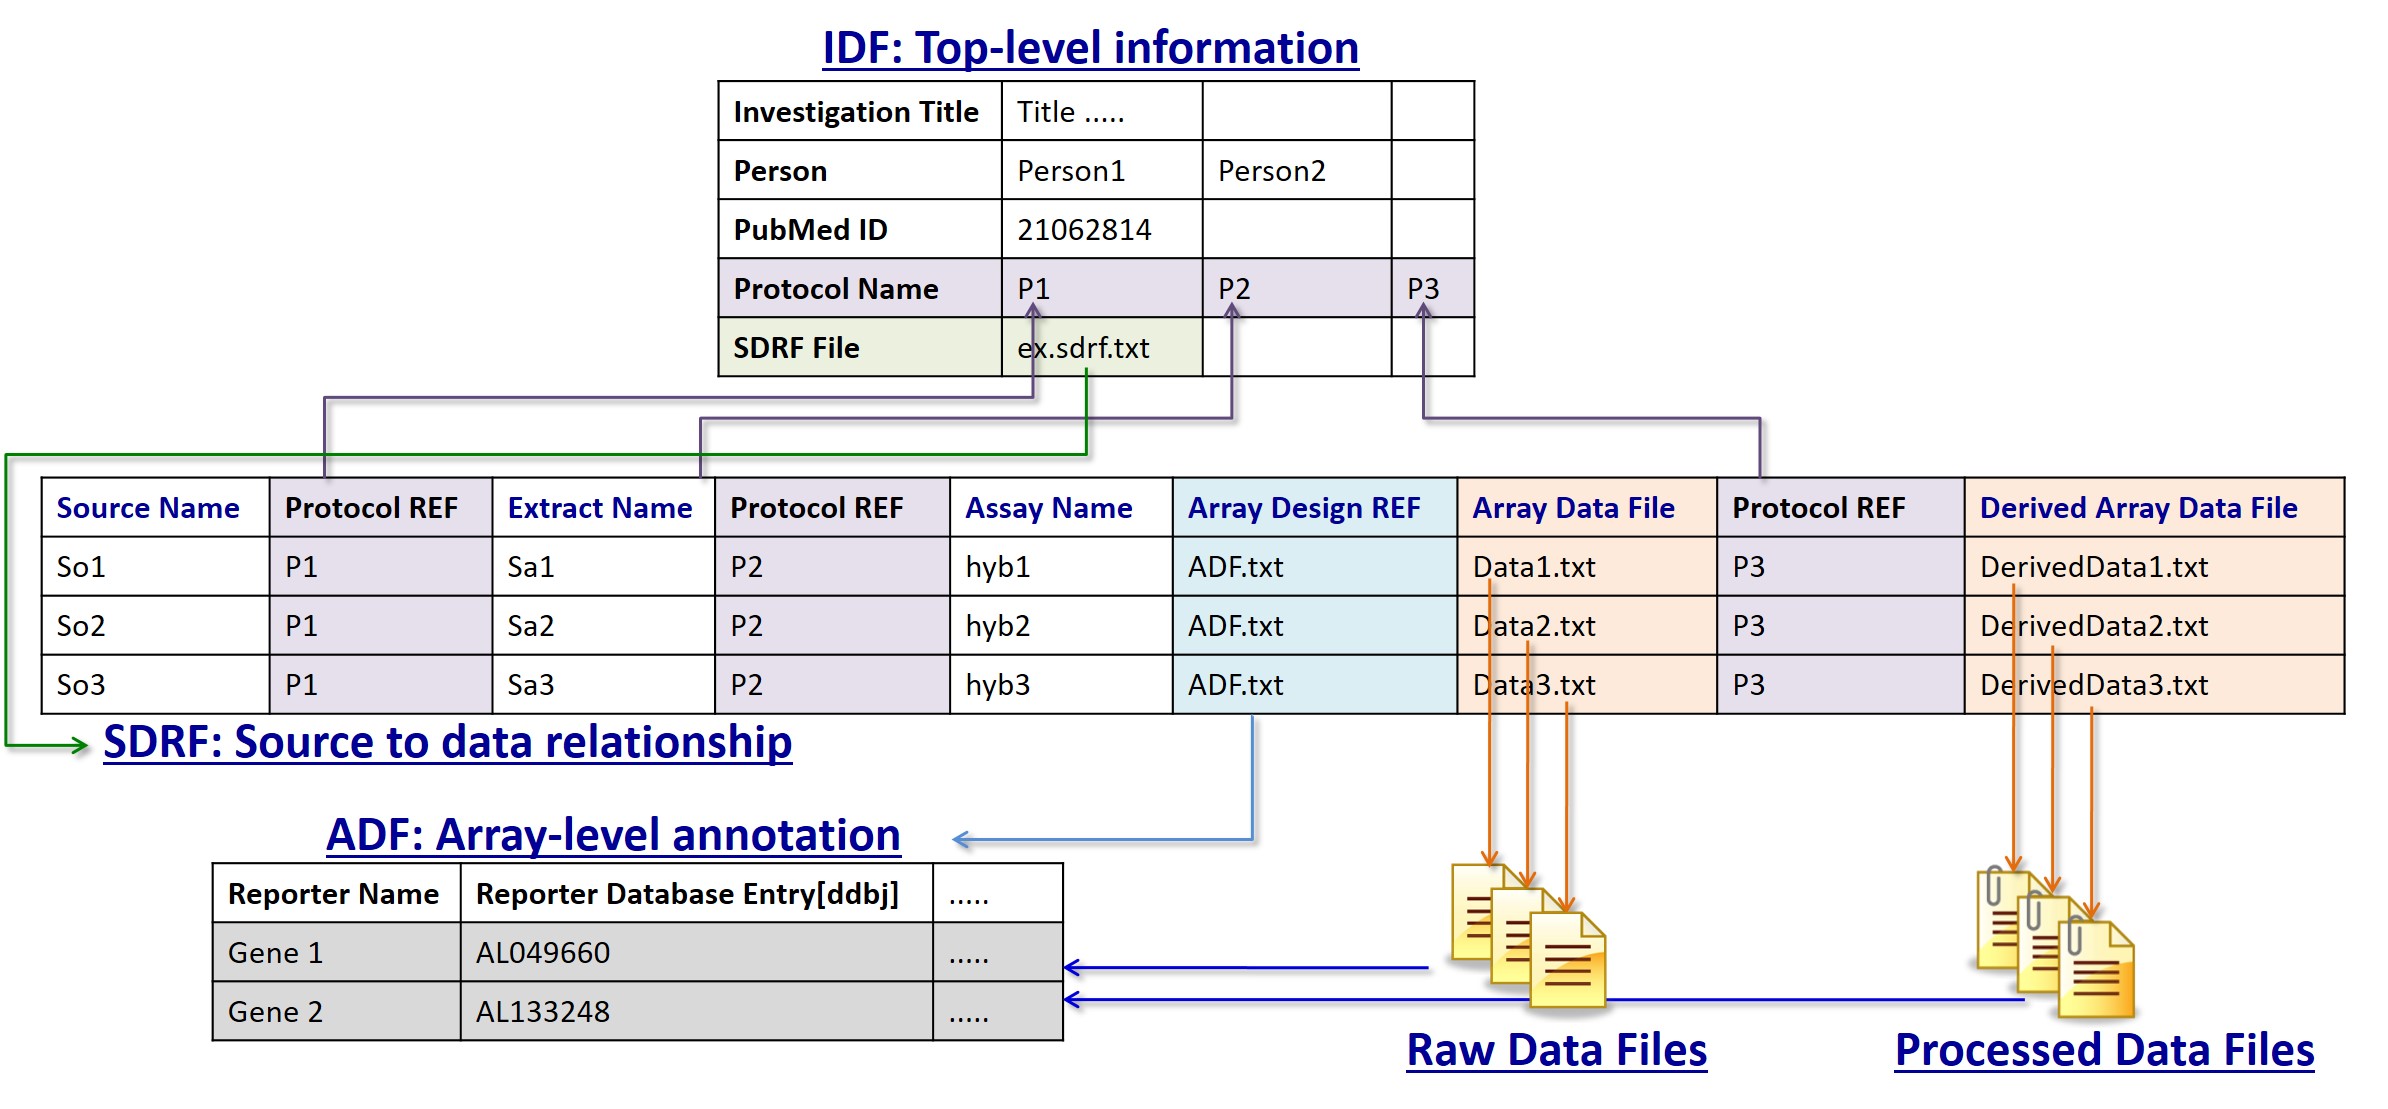 IDF: Top-level information
Investigation Title Title .....
Person Person1 Person2
PubMed ID 21062814
Protocol Name P1 P2 P3
SDRF File ex.sdrf.txt
Source Name Protocol REF Extract Name Protocol REF Assay Name Array Design REF Array Data File Protocol REF Derived Array Data File
So1 P1 Sa1 P2 hyb1 ADF.txt Data1.txt P3 DerivedData1.txt
So2 P1 Sa2 P2 hyb2 ADF.txt Data2.txt P3 DerivedData2.txt
So3 P1 Sa3 P2 hyb3 ADF.txt Data3.txt P3 DerivedData3.txt
SDRF: Source to data relationship
ADF: Array-level annotation
Reporter Name Reporter Database Entry[ddbj] .....
Gene 1 AL049660 .....
Gene 2 AL133248 .....
Raw Data Files
Processed Data Files